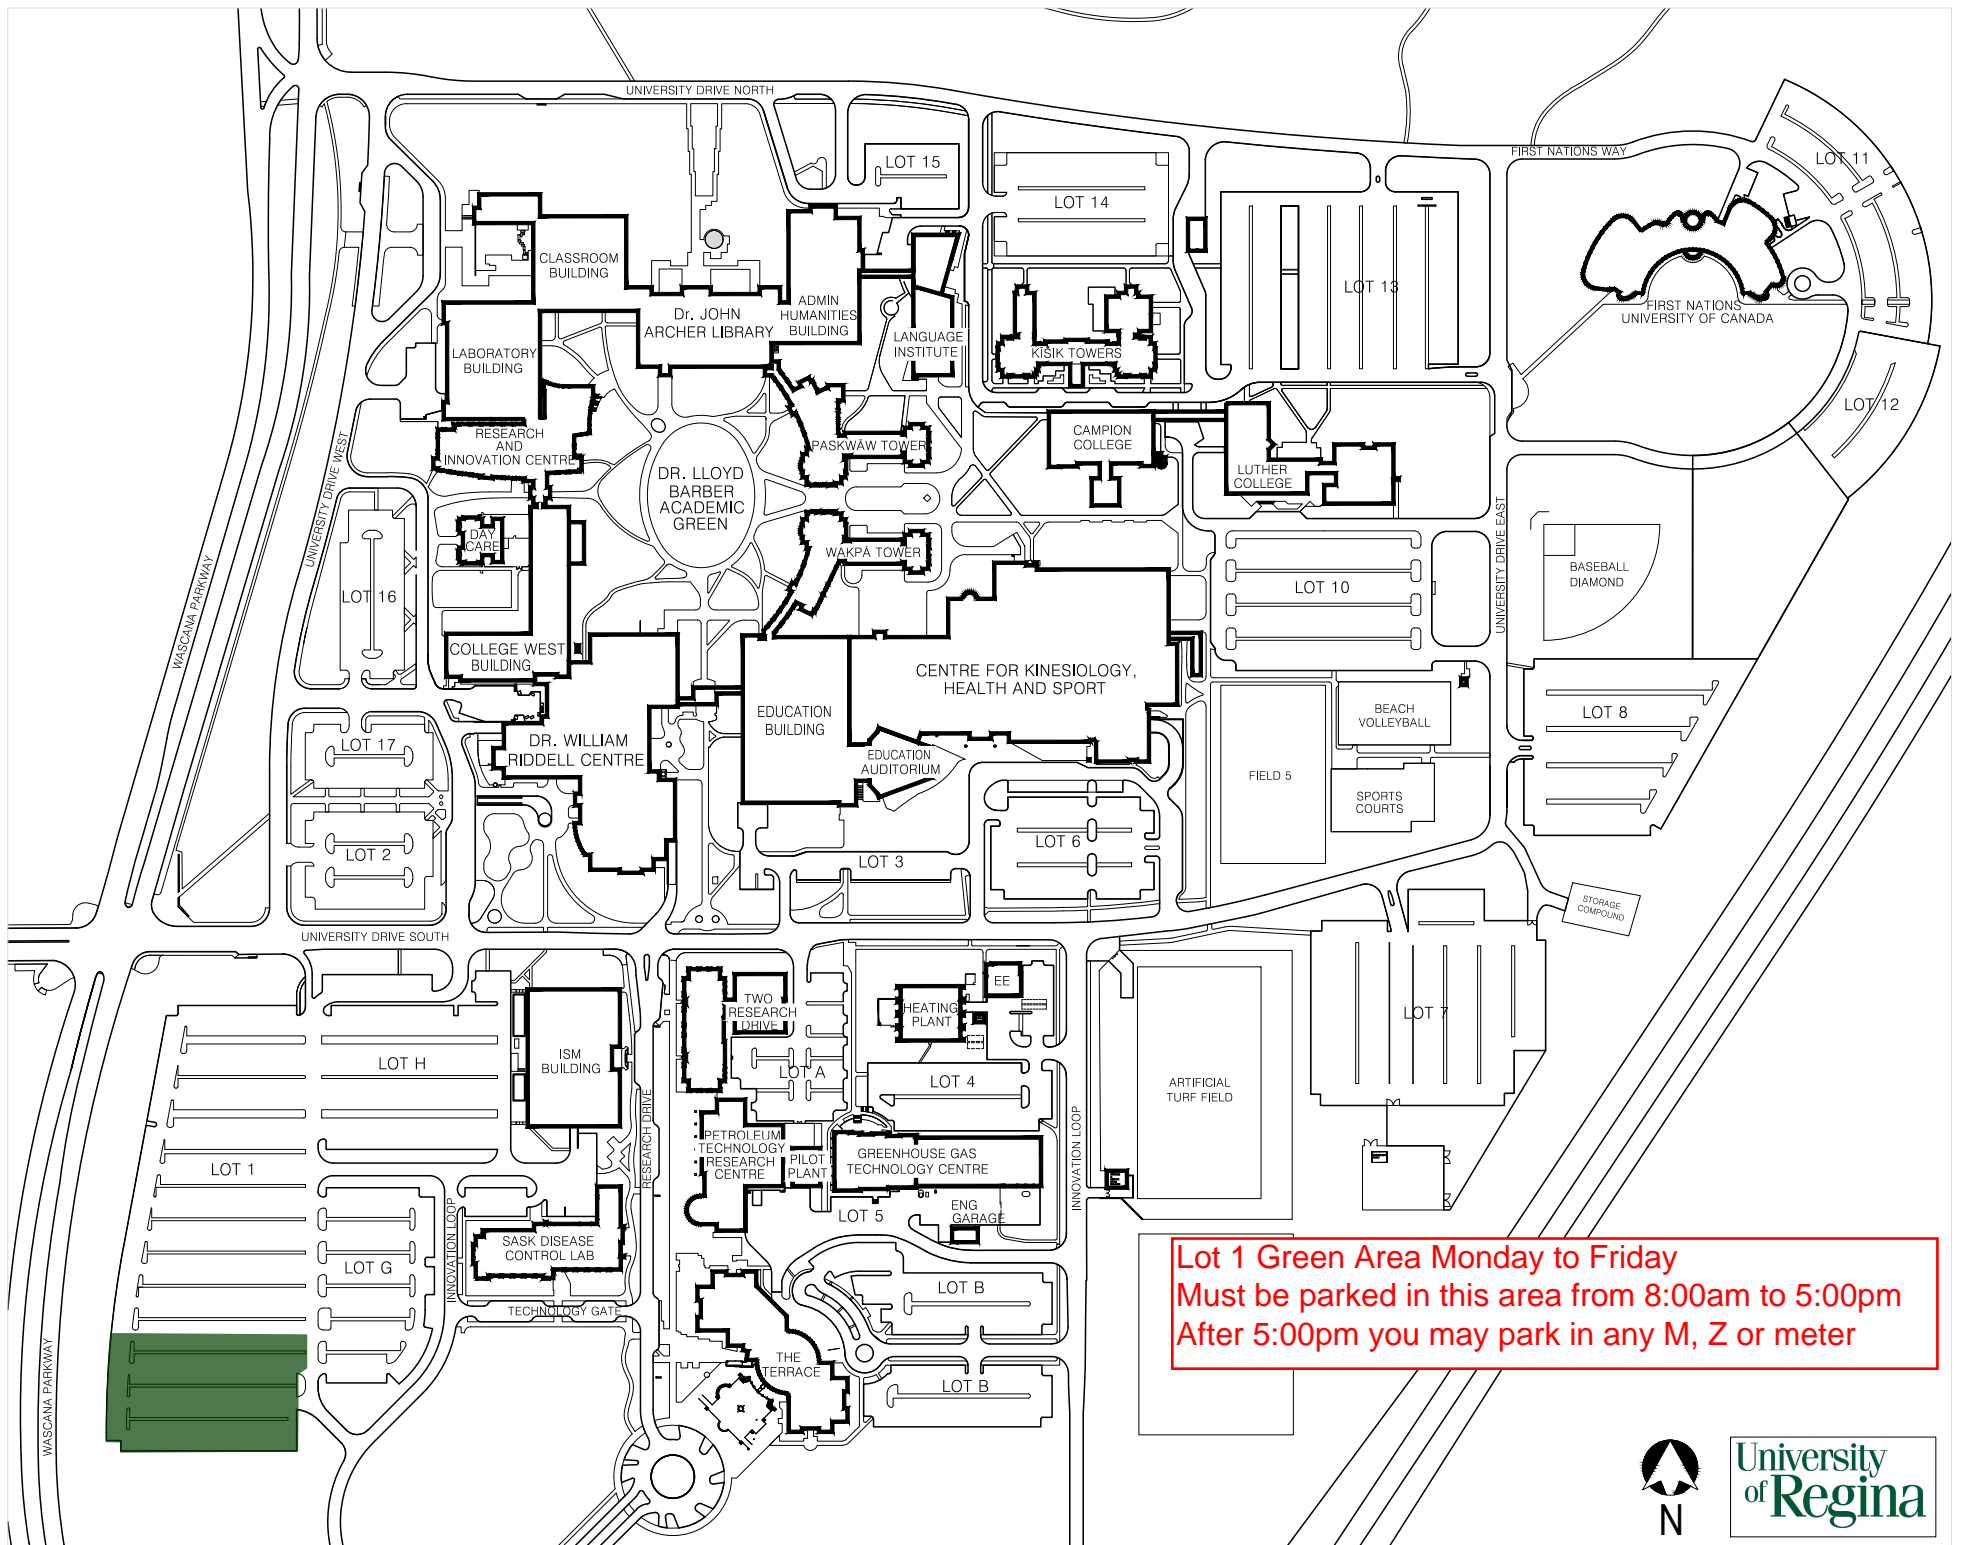 UNIVERSITY DRIVE NORTH
FIRST NATIONS WAY
LOT 11
LOT 15
LOT 14
CLASSROOM
BUILDING
LOT 13
ADMIN
HUMANITIES
BUILDING
Dr. JOHN
ARCHER LIBRARY
FIRST NATIONS
UNIVERSITY OF CANADA
LANGUAGE
INSTITUTE
KĪSIK TOWERS
LABORATORY
BUILDING
LOT 12
RESEARCH
AND
INNOVATION CENTRE
PASKWĀW TOWER
CAMPION
COLLEGE
LUTHER
COLLEGE
DR. LLOYD
BARBER
ACADEMIC
GREEN
UNIVERSITY DRIVE WEST
UNIVERSITY DRIVE EAST
DAY
CARE
WAKPĀ TOWER
BASEBALL
DIAMOND
LOT 10
LOT 16
WASCANA PARKWAY
COLLEGE WEST
BUILDING
CENTRE FOR KINESIOLOGY,
HEALTH AND SPORT
EDUCATION
BUILDING
BEACH
VOLLEYBALL
LOT 8
LOT 17
DR. WILLIAM
RIDDELL CENTRE
EDUCATION
AUDITORIUM
FIELD 5
SPORTS
COURTS
LOT 2
LOT 3
LOT 6
STORAGE
COMPOUND
UNIVERSITY DRIVE SOUTH
TWO
RESEARCH
DRIVE
EE
HEATING
PLANT
LOT 7
ISM
BUILDING
LOT H
LOT A
LOT 4
ARTIFICIAL
TURF FIELD
RESEARCH DRIVE
INNOVATION LOOP
PETROLEUM
TECHNOLOGY
RESEARCH
CENTRE
PILOT
PLANT
GREENHOUSE GAS
TECHNOLOGY CENTRE
LOT 1
LOT 5
ENG
GARAGE
INNOVATION LOOP
SASK DISEASE
CONTROL LAB
LOT G
LOT B
TECHNOLOGY GATE
Lot 1 Green Area Monday to Friday
Must be parked in this area from 8:00am to 5:00pm
After 5:00pm you may park in any M, Z or meter
THE
TERRACE
LOT B
WASCANA PARKWAY
N
University
of Regina